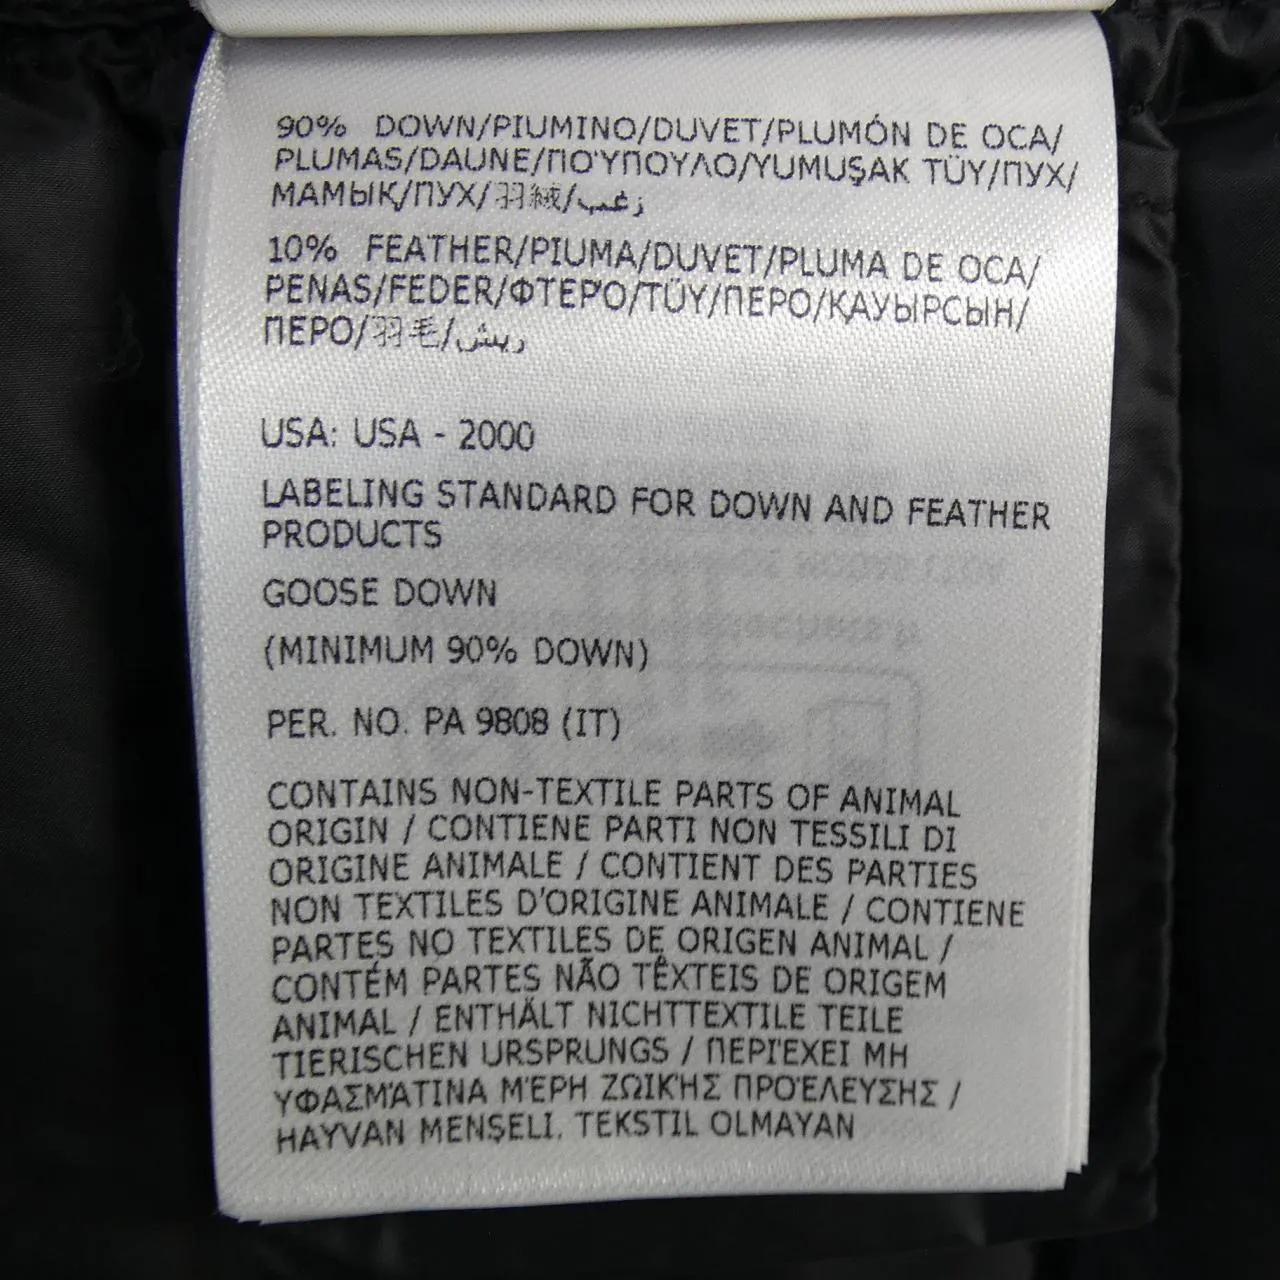 90% DOWN/PIUMINO/DUVET/PLUMÓN DE OCA/
PLUMAS/DAUNE/ΠΟΎΠΟΥΛΟ/YUMUŞAK TÜY/ПУХ/
МАМЫҚ/ПУХ/羽絨/زغب
10% FEATHER/PIUMA/DUVET/PLUMA DE OCA/
PENAS/FEDER/ΦΤΕΡΌ/TÜY/ПЕРО/ҚАУЫРСЫН/
ПЕРО/羽毛/ريش
USA: USA - 2000
LABELING STANDARD FOR DOWN AND FEATHER
PRODUCTS
GOOSE DOWN
(MINIMUM 90% DOWN)
PER. NO. PA 9808 (IT)
CONTAINS NON-TEXTILE PARTS OF ANIMAL
ORIGIN / CONTIENE PARTI NON TESSILI DI
ORIGINE ANIMALE / CONTIENT DES PARTIES
NON TEXTILES D'ORIGINE ANIMALE / CONTIENE
PARTES NO TEXTILES DE ORIGEN ANIMAL /
CONTÉM PARTES NÃO TÊXTEIS DE ORIGEM
ANIMAL / ENTHÄLT NICHTTEXTILE TEILE
TIERISCHEN URSPRUNGS / ΠΕΡΙΈΧΕΙ ΜΗ
ΥΦΑΣΜΆΤΙΝΑ ΜΈΡΗ ΖΩΙΚΉΣ ΠΡΟΈΛΕΥΣΗΣ /
HAYVAN MENŞELI, TEKSTIL OLMAYAN